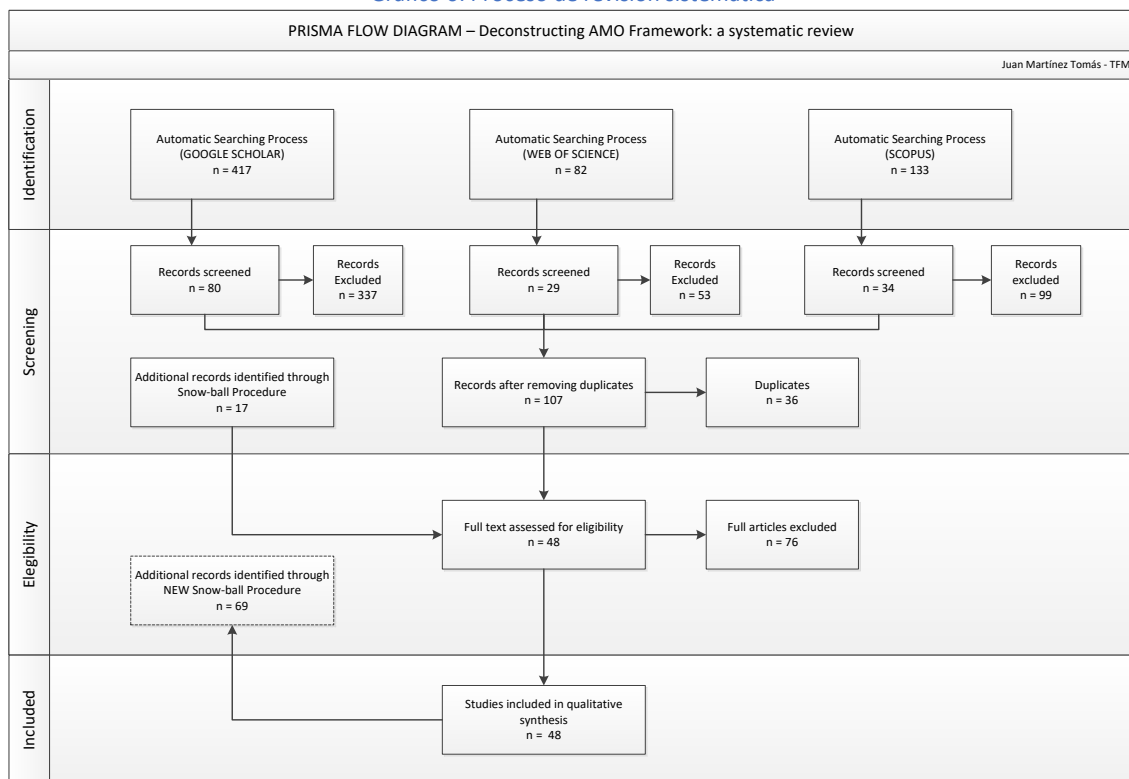 PRISMA FLOW DIAGRAM – Deconstructing AMO Framework: a systematic review
Juan Martínez Tomás - TFM
Identification
Automatic Searching Process
(GOOGLE SCHOLAR)
n = 417
Automatic Searching Process
(WEB OF SCIENCE)
n = 82
Automatic Searching Process
(SCOPUS)
n = 133
Screening
Records screened
n = 80
Records
Excluded
n = 337
Records screened
n = 29
Records
Excluded
n = 53
Records screened
n = 34
Records
excluded
n = 99
Additional records identified through
Snow-ball Procedure
n = 17
Records after removing duplicates
n = 107
Duplicates
n = 36
Elegibility
Full text assessed for eligibility
n = 48
Full articles excluded
n = 76
Additional records identified through
NEW Snow-ball Procedure
n = 69
Included
Studies included in qualitative
synthesis
n = 48